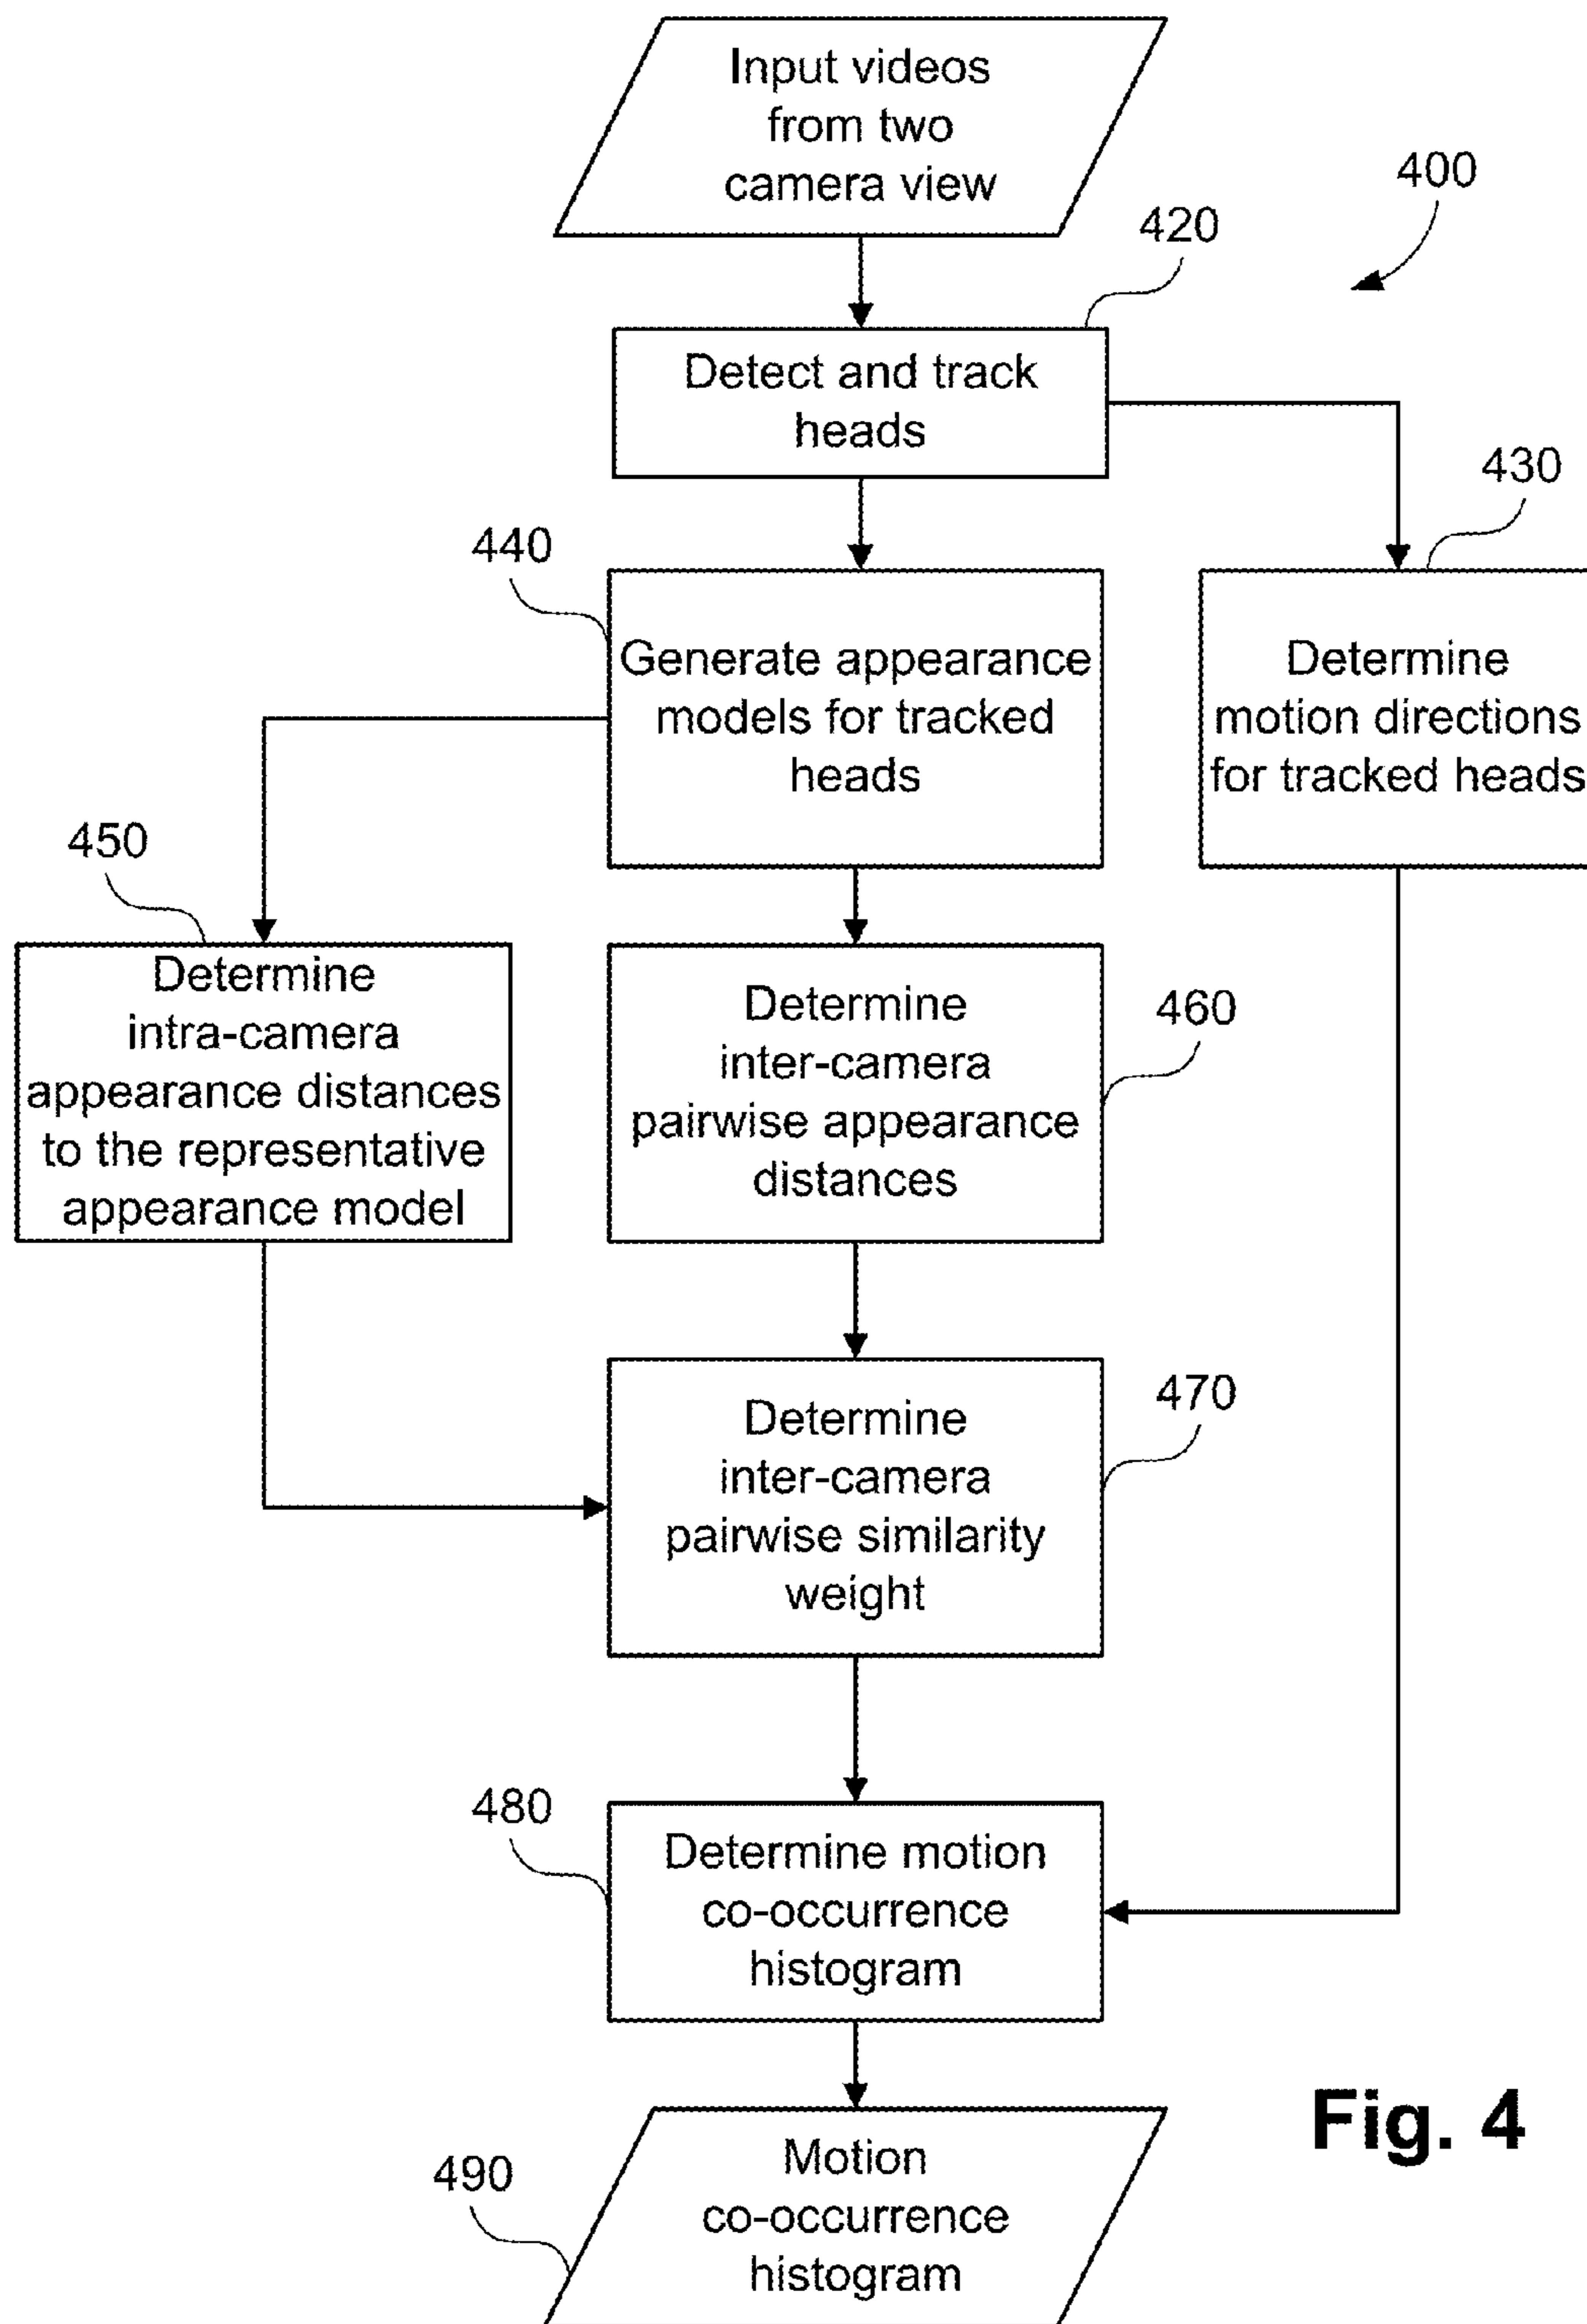 Input videos
from two
camera view
400
420
Detect and track
heads
430
440
Generate appearance
models for tracked
heads
Determine
motion directions
for tracked heads
450
Determine
intra-camera
appearance distances
to the representative
appearance model
Determine
inter-camera
pairwise appearance
distances
460
Determine
inter-camera
pairwise similarity
weight
470
480
Determine motion
co-occurrence
histogram
490
Motion
co-occurrence
histogram
Fig. 4